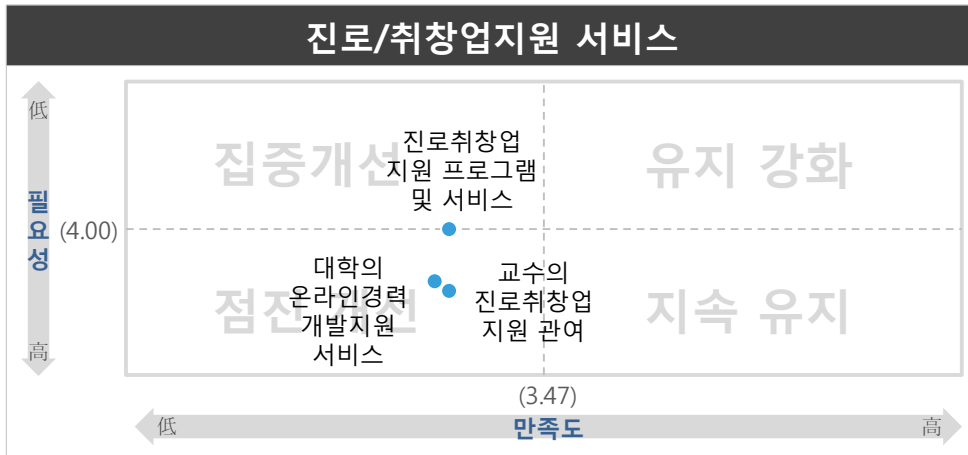 진로/취창업지원 서비스
低
필
요
성
(4.00)
高
집중개선
유지 강화
진로취창업
지원 프로그램
및 서비스
점진 개선
지속 유지
대학의
온라인경력
개발지원
서비스
교수의
진로취창업
지원 관여
(3.47)
低
만족도
高